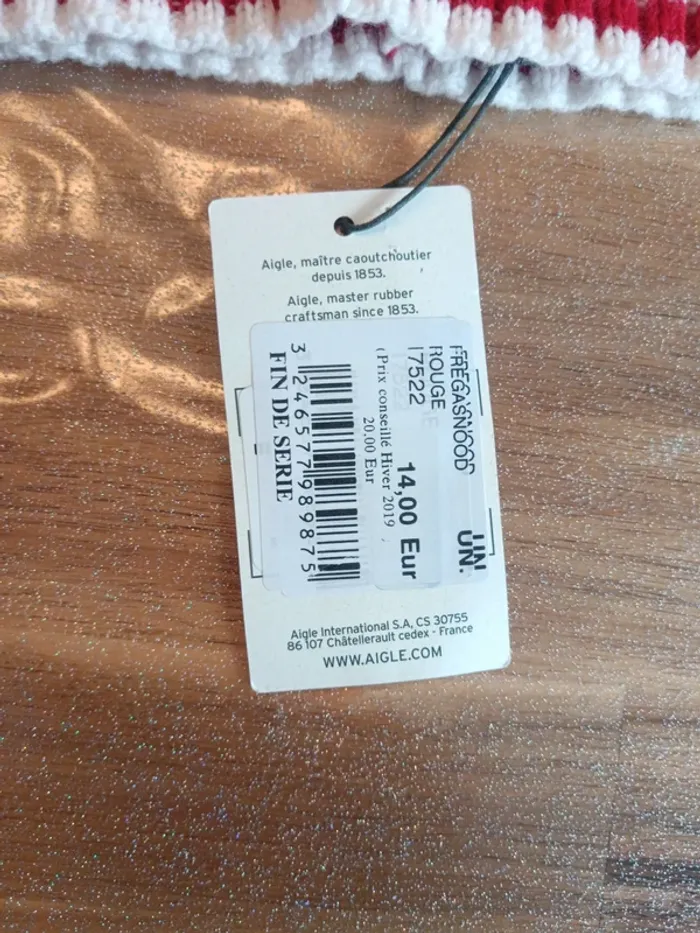 Aigle, maître caoutchoutier
depuis 1853.
Aigle, master rubber
craftsman since 1853.
FREGASNOOD
UN.
ROUGE
17522
14,00 Eur
(Prix conseillé Hiver 2019
20,00 Eur
3 246577 989875
FIN DE SERIE
Aigle International S.A, CS 30755
86 107 Châtellerault cedex - France
WWW.AIGLE.COM